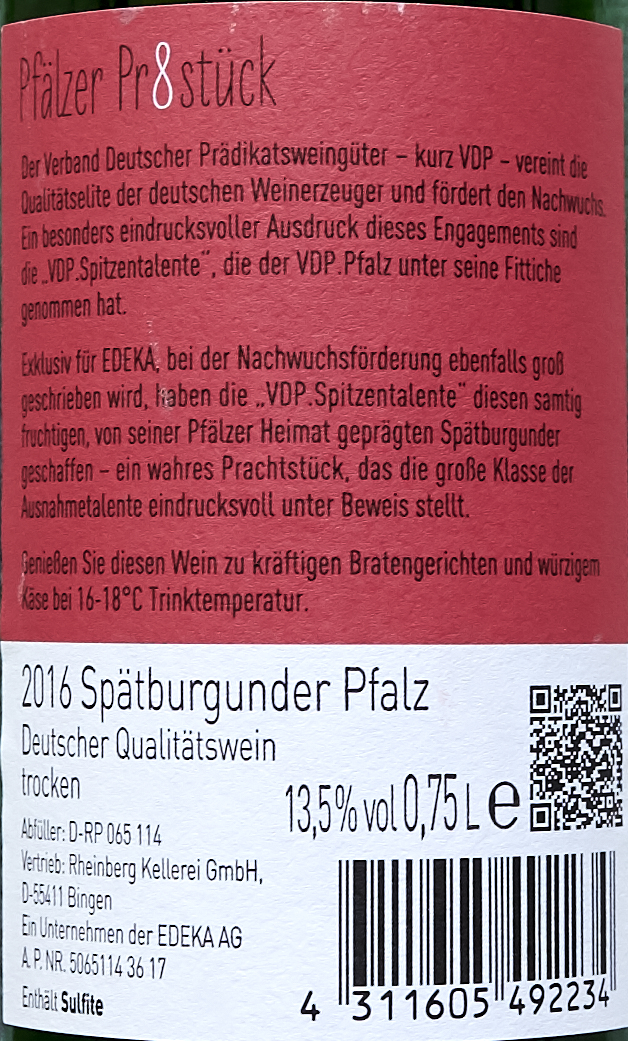 Pfälzer Pr8stück
Der Verband Deutscher Prädikatsweingüter – kurz VDP – vereint die
Qualitätselite der deutschen Weinerzeuger und fördert den Nachwuchs.
Ein besonders eindrucksvoller Ausdruck dieses Engagements sind
die „VDP.Spitzentalente“, die der VDP.Pfalz unter seine Fittiche
genommen hat.
Exklusiv für EDEKA, bei der Nachwuchsförderung ebenfalls groß
geschrieben wird, haben die „VDP.Spitzentalente“ diesen samtig
fruchtigen, von seiner Pfälzer Heimat geprägten Spätburgunder
geschaffen – ein wahres Prachtstück, das die große Klasse der
Ausnahmetalente eindrucksvoll unter Beweis stellt.
Genießen Sie diesen Wein zu kräftigen Bratengerichten und würzigem
Käse bei 16-18°C Trinktemperatur.
2016 Spätburgunder Pfalz
Deutscher Qualitätswein
trocken
13,5% vol 0,75 L e
Abfüller: D-RP 065 114
Vertrieb: Rheinberg Kellerei GmbH,
D-55411 Bingen
Ein Unternehmen der EDEKA AG
A. P. NR. 5065114 36 17
Enthält Sulfite
4 311605 492234